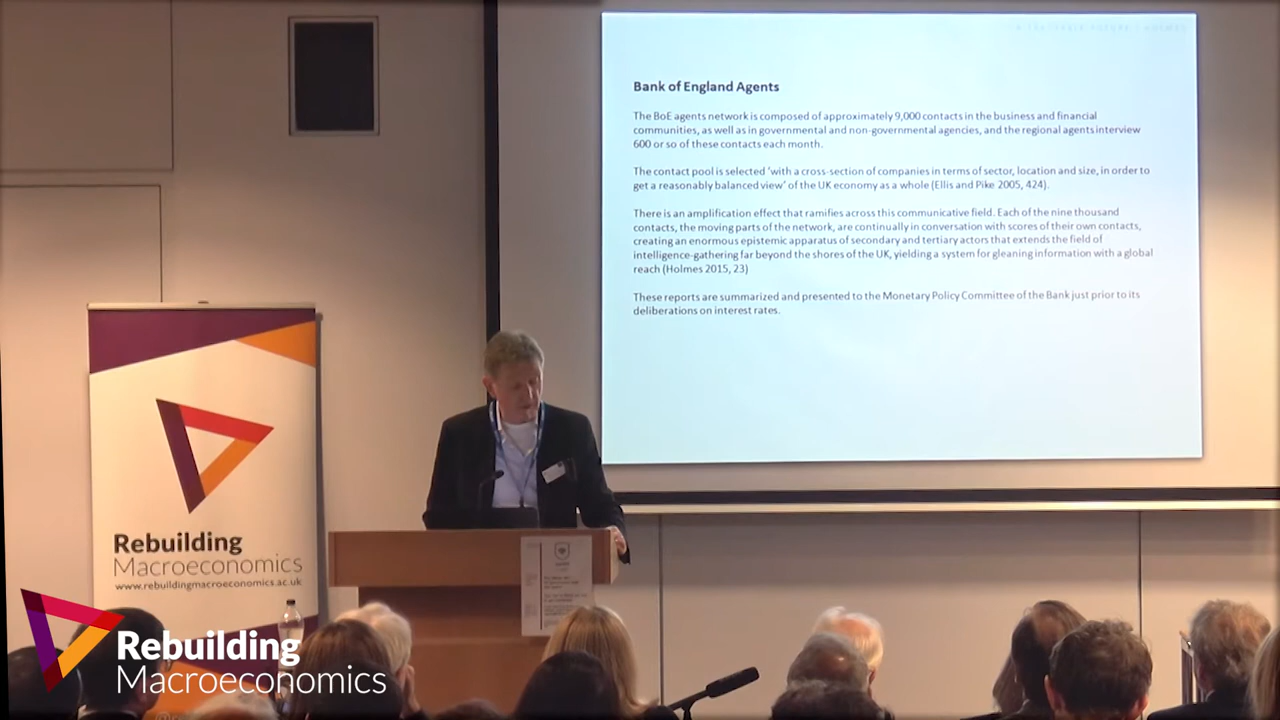 Bank of England Agents
The BoE agents network is composed of approximately 9,000 contacts in the business and financial
communities, as well as in governmental and non-governmental agencies, and the regional agents interview
600 or so of these contacts each month.
The contact pool is selected ‘with a cross-section of companies in terms of sector, location and size, in order to
get a reasonably balanced view’ of the UK economy as a whole (Ellis and Pike 2005, 424).
There is an amplification effect that ramifies across this communicative field. Each of the nine thousand
contacts, the moving parts of the network, are continually in conversation with scores of their own contacts,
creating an enormous epistemic apparatus of secondary and tertiary actors that extends the field of
intelligence-gathering far beyond the shores of the UK, yielding a system for gleaning information with a global
reach (Holmes 2015, 23)
These reports are summarized and presented to the Monetary Policy Committee of the Bank just prior to its
deliberations on interest rates.
Rebuilding
Macroeconomics
www.rebuildingmacroeconomics.ac.uk
Rebuilding
Macroeconomics